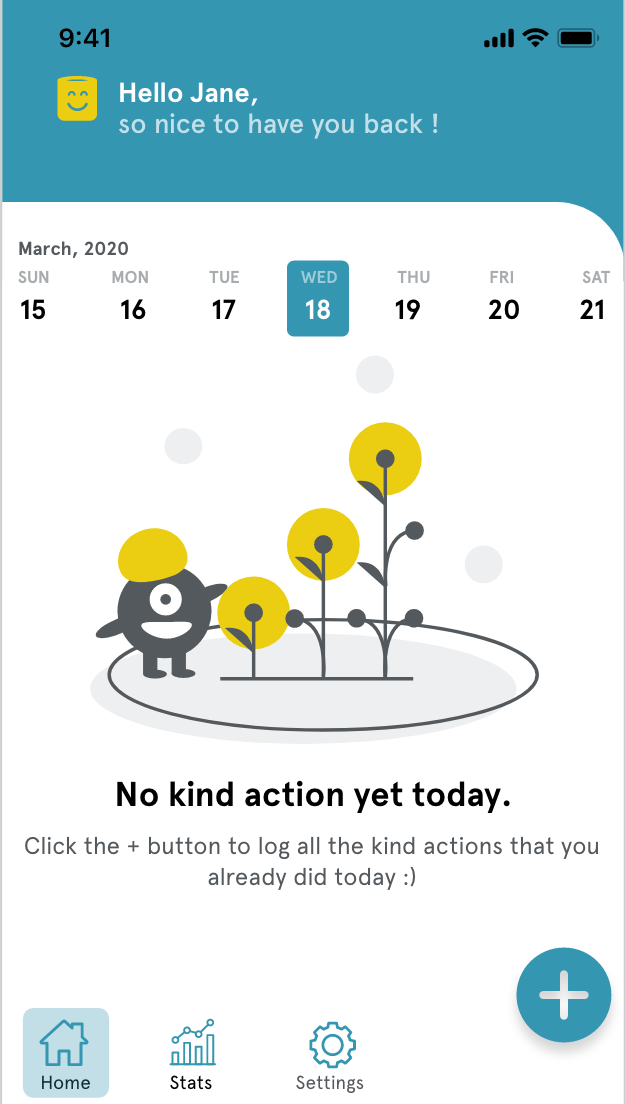 9:41
Hello Jane,
so nice to have you back !
March, 2020
SUN MON TUE WED THU FRI SAT
15 16 17 18 19 20 21
No kind action yet today.
Click the + button to log all the kind actions that you
already did today :)
Home Stats Settings